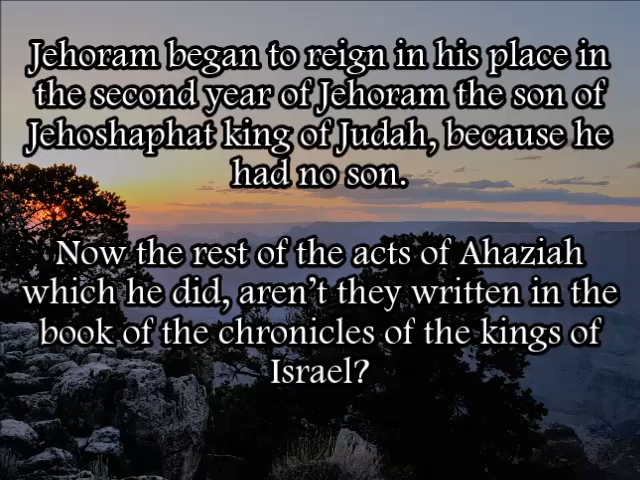 Jehoram began to reign in his place in
the second year of Jehoram the son of
Jehoshaphat king of Judah, because he
had no son.
Now the rest of the acts of Ahaziah
which he did, aren’t they written in the
book of the chronicles of the kings of
Israel?